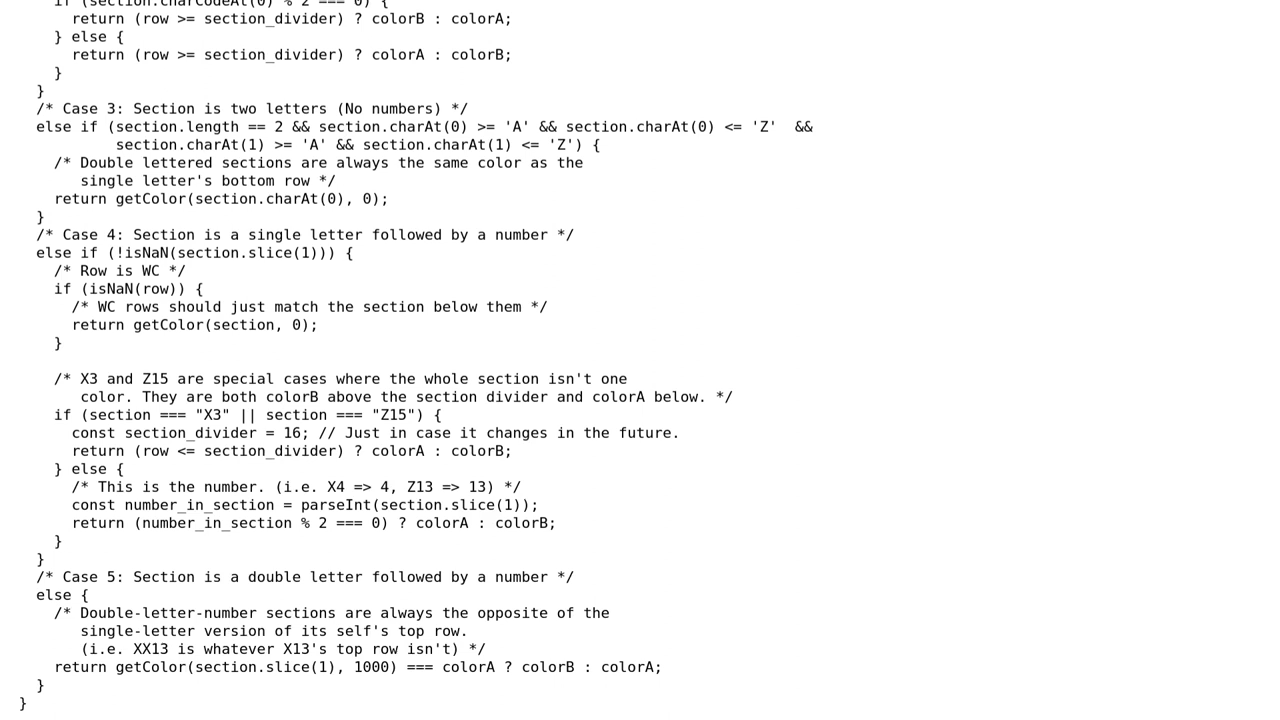 if (section.charCodeAt(0) % 2 === 0) {
return (row >= section_divider) ? colorB : colorA;
} else {
return (row >= section_divider) ? colorA : colorB;
}
}
/* Case 3: Section is two letters (No numbers) */
else if (section.length == 2 && section.charAt(0) >= 'A' && section.charAt(0) <= 'Z'  &&
section.charAt(1) >= 'A' && section.charAt(1) <= 'Z') {
/* Double lettered sections are always the same color as the
single letter's bottom row */
return getColor(section.charAt(0), 0);
}
/* Case 4: Section is a single letter followed by a number */
else if (!isNaN(section.slice(1))) {
/* Row is WC */
if (isNaN(row)) {
/* WC rows should just match the section below them */
return getColor(section, 0);
}
/* X3 and Z15 are special cases where the whole section isn't one
color. They are both colorB above the section divider and colorA below. */
if (section === "X3" || section === "Z15") {
const section_divider = 16; // Just in case it changes in the future.
return (row <= section_divider) ? colorA : colorB;
} else {
/* This is the number. (i.e. X4 => 4, Z13 => 13) */
const number_in_section = parseInt(section.slice(1));
return (number_in_section % 2 === 0) ? colorA : colorB;
}
}
/* Case 5: Section is a double letter followed by a number */
else {
/* Double-letter-number sections are always the opposite of the
single-letter version of its self's top row.
(i.e. XX13 is whatever X13's top row isn't) */
return getColor(section.slice(1), 1000) === colorA ? colorB : colorA;
}
}